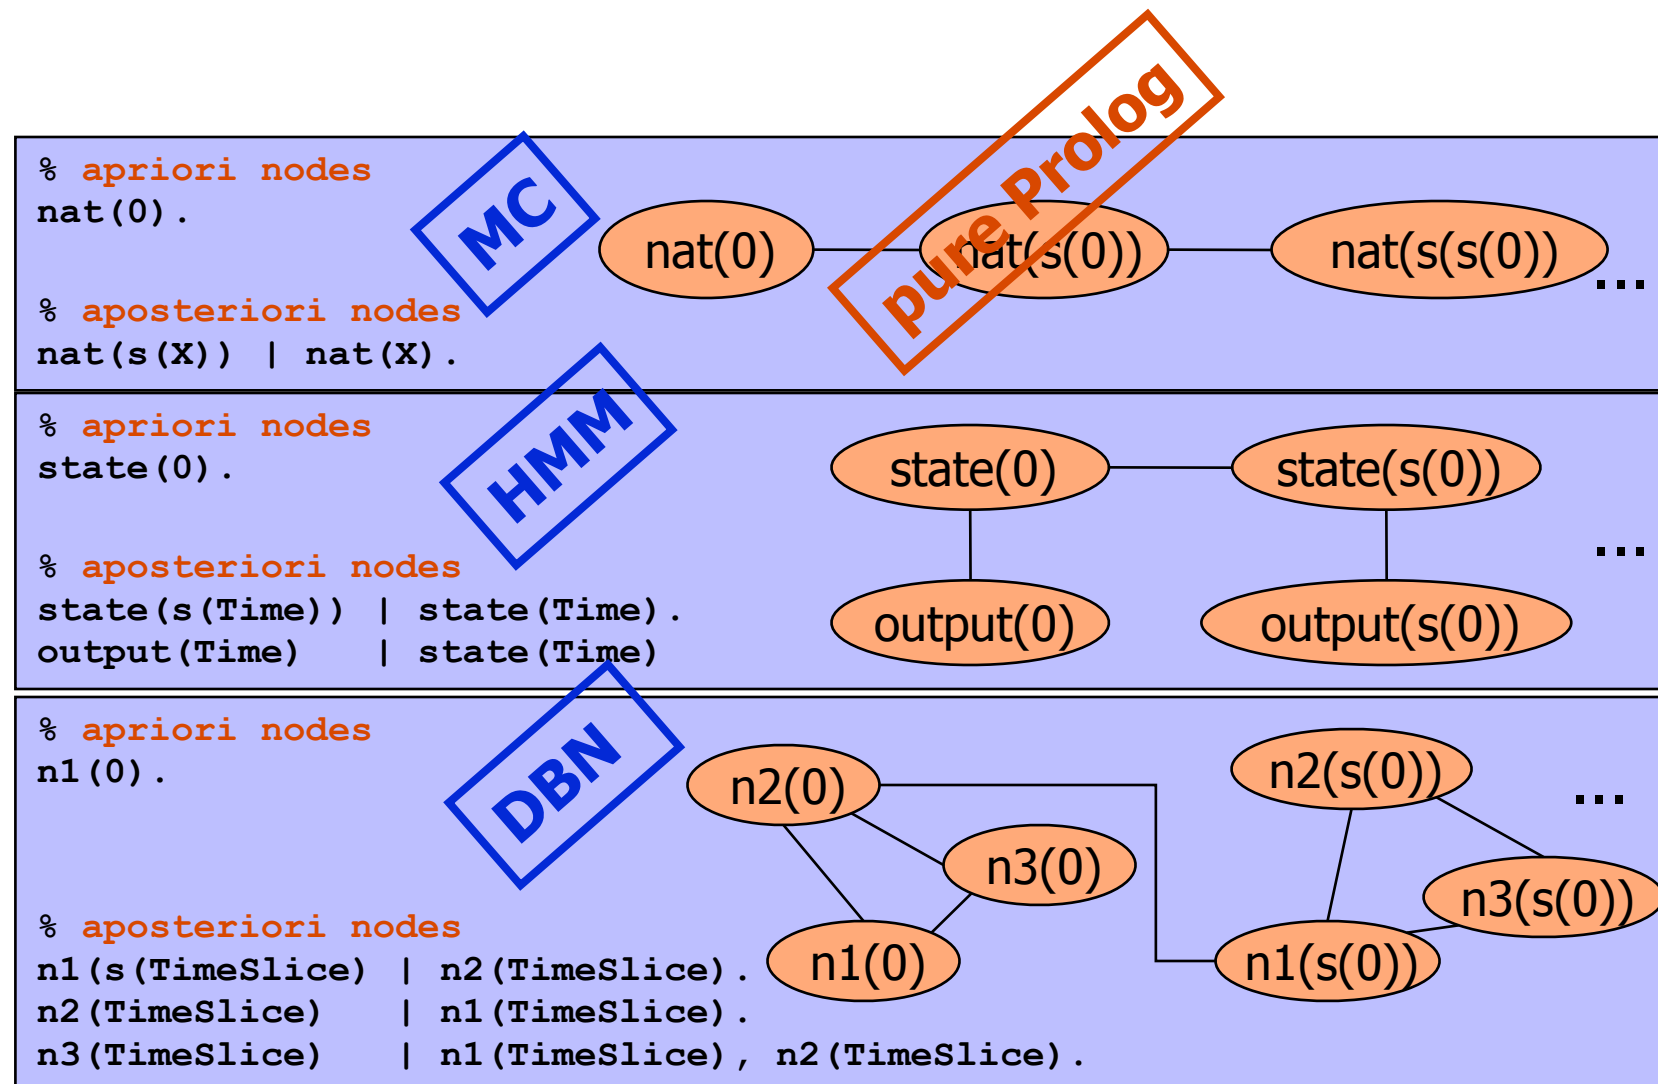 pure Prolog
% apriori nodes
nat(0).
MC
nat(0)
nat(s(0))
nat(s(s(0))
...
% aposteriori nodes
nat(s(X)) | nat(X).
% apriori nodes
state(0).
HMM
state(0)
state(s(0))
...
% aposteriori nodes
state(s(Time)) | state(Time).
output(Time)   | state(Time)
output(0)
output(s(0))
% apriori nodes
n1(0).
DBN
n2(0)
n2(s(0))
...
n3(0)
n3(s(0))
% aposteriori nodes
n1(s(TimeSlice) | n2(TimeSlice).
n2(TimeSlice)   | n1(TimeSlice).
n3(TimeSlice)   | n1(TimeSlice), n2(TimeSlice).
n1(0)
n1(s(0))